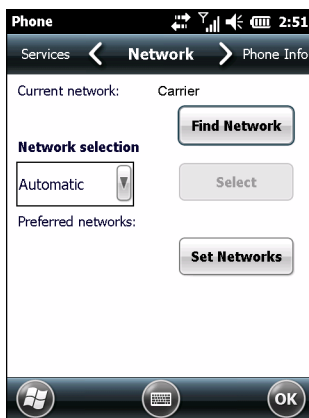 Phone 2:51
Services Network Phone Info
Current network: Carrier
Find Network
Network selection
Automatic Select
Preferred networks:
Set Networks
OK